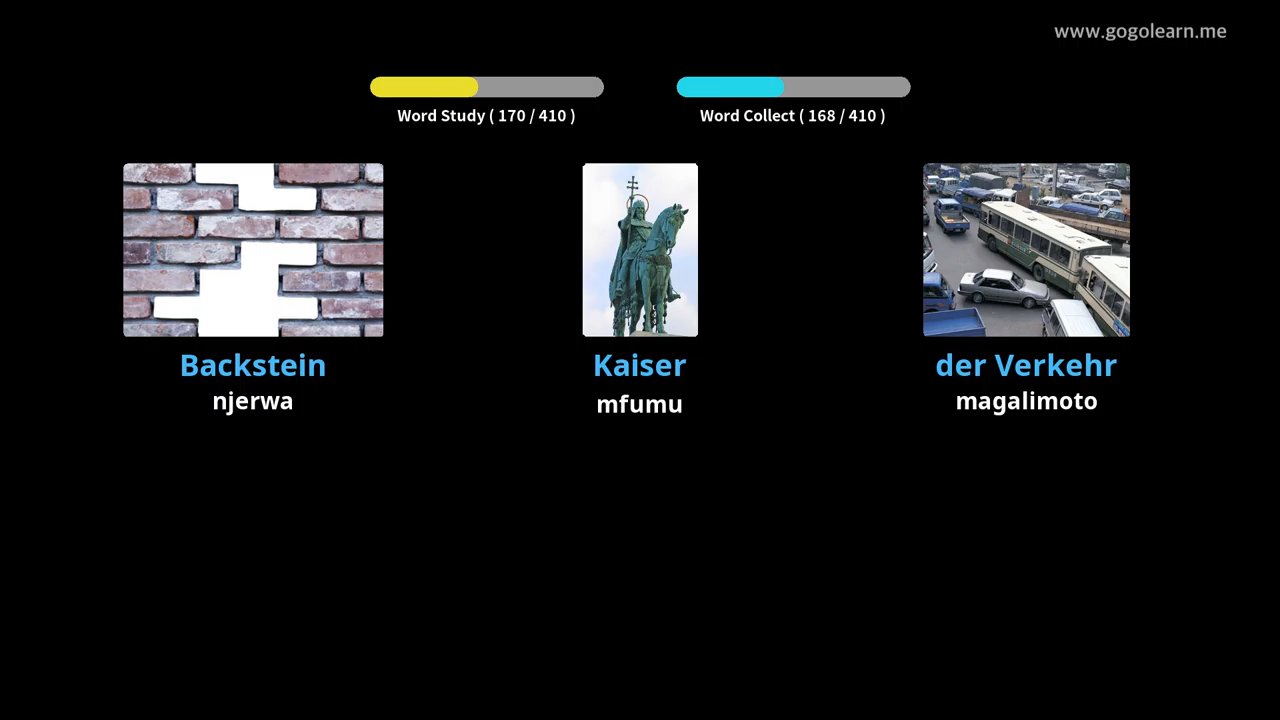 www.gogolearn.me
Word Study ( 170 / 410 )
Word Collect ( 168 / 410 )
Backstein
njerwa
Kaiser
mfumu
der Verkehr
magalimoto